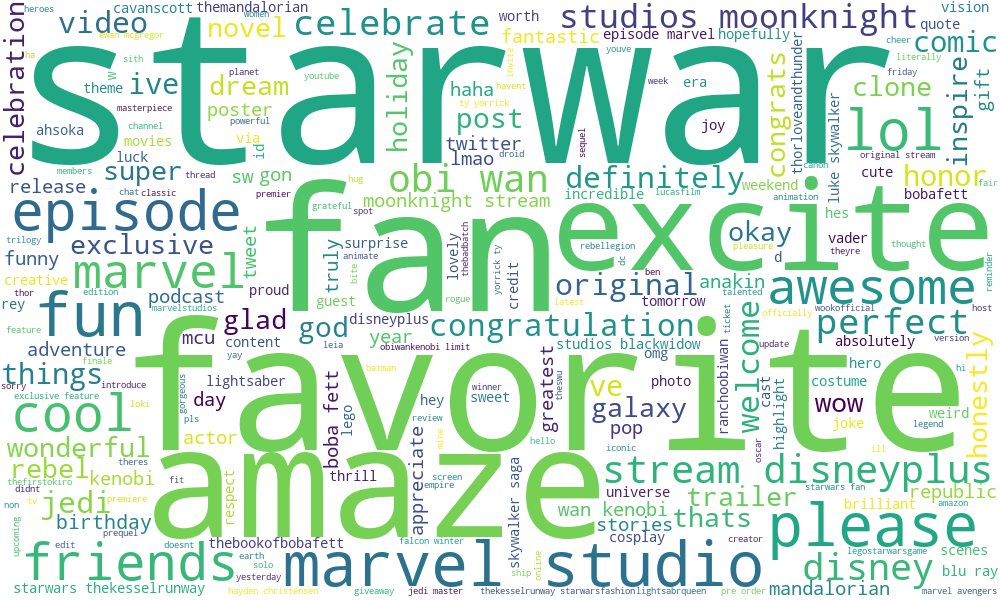 heroes
cavanscott
themandalorian
women
studios moonknight
vision
video
novel
celebrate
worth
quote
ewan mcgregor
fantastic
episode marvel
hopefully
cheer
comic
celebration
starwar
ha
sith
w
theme
ive
planet
dream
youtube
holiday
haha
invite
havent
youve
week
era
congrats
thorloveandthunder
literally
friday
clone
inspire
gift
masterpiece
poster
powerful
ty yorrick
post
joy
luke skywalker
lol
ahsoka
channel
movies
via
id
twitter
droid
sequel
luck
lmao
original stream
members
super
thread
sw
gon
hug
obi wan
definitely
canon
cute
honor
fair
release
chat
classic
premier
moonknight stream
incredible
lucasfilm
weekend
animation
bobafett
episode
grateful
spot
fan
excite
hes
trilogy
exclusive
tweet
truly
surprise
animate
lovely
thebadbatch
rebellegion
dc
pleasure
okay
d
vader
theyre
thought
funny
creative
marvel
proud
guest
bite
rogue
yorrick ty
credit
original
ben
anakin
talented
awesome
reminder
thor
rey
edition
podcast
marvelstudios
latest
tomorrow
ticket
officially
wookofficial
host
fun
feature
glad
god
disneyplus
year
congratulation
perfect
mcu
content
yay
leia
obiwankenobi limit
studios blackwidow
update
absolutely
version
adventure
finale
omg
hero
hi
things
sorry
introduce
gorgeous
lightsaber
favorite
batman
greatest
ve
photo
ranchoobiwan
welcome
cast
costume
honestly
exclusive feature
loki
day
pls
lego
hey
winner
sweet
theswu
galaxy
wow
cool
review
pop
highlight
joke
weird
legend
wonderful
actor
boba fett
appreciate
mine
hello
iconic
oscar
ill
rebel
theres
respect
amaze
stream disneyplus
thefirstokiro
kenobi
fit
thrill
screen
empire
universe
starwars fan
amazon
didnt
non
tv
premiere
jedi
wan kenobi
trailer
brilliant
republic
upcoming
prequel
birthday
stories
thats
please
edit
doesnt
thebookofbobafett
falcon winter
skywalker saga
cosplay
creator
legostarwarsgame
scenes
friends
earth
solo
yesterday
marvel studio
ship
online
disney
blu ray
starwars thekesselrunway
hayden christensen
giveaway
jedi master
thekesselrunway starwarsfashionlightsabrqueen
pre order
mandalorian
marvel avengers